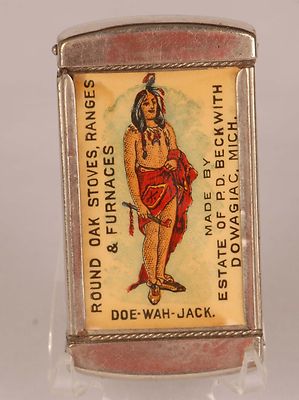 ROUND OAK STOVES, RANGES
& FURNACES
DOE-WAH-JACK.
MADE BY
ESTATE OF P.D. BECKWITH
DOWAGIAC, MICH.